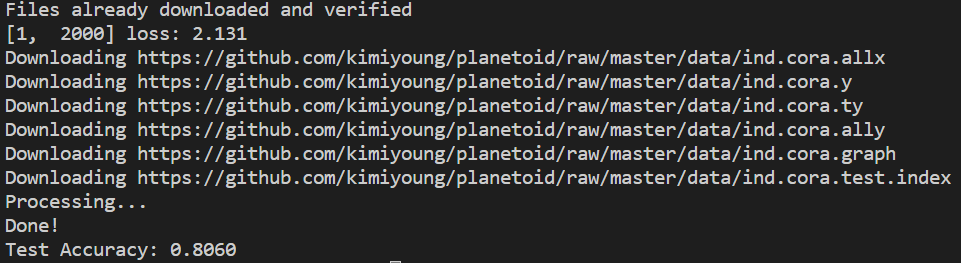 Files already downloaded and verified
[1,  2000] loss: 2.131
Downloading https://github.com/kimiyoung/planetoid/raw/master/data/ind.cora.allx
Downloading https://github.com/kimiyoung/planetoid/raw/master/data/ind.cora.y
Downloading https://github.com/kimiyoung/planetoid/raw/master/data/ind.cora.ty
Downloading https://github.com/kimiyoung/planetoid/raw/master/data/ind.cora.ally
Downloading https://github.com/kimiyoung/planetoid/raw/master/data/ind.cora.graph
Downloading https://github.com/kimiyoung/planetoid/raw/master/data/ind.cora.test.index
Processing...
Done!
Test Accuracy: 0.8060